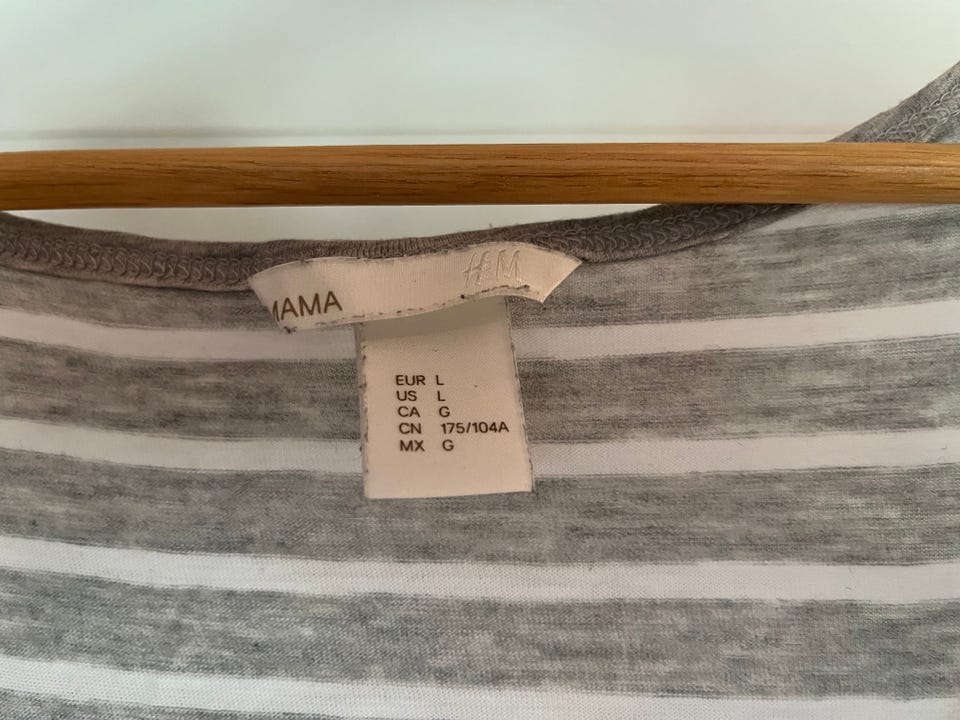 MAMA H&M
EUR L
US L
CA G
CN 175/104A
MX G